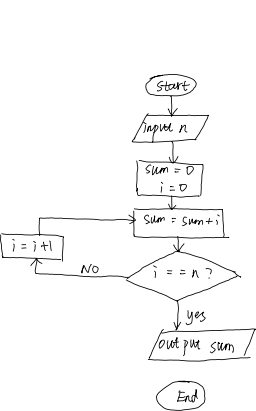 Start
input n
sum = 0
i = 0
sum = sum+i
i = i+1
i == n ?
NO
yes
output sum
End